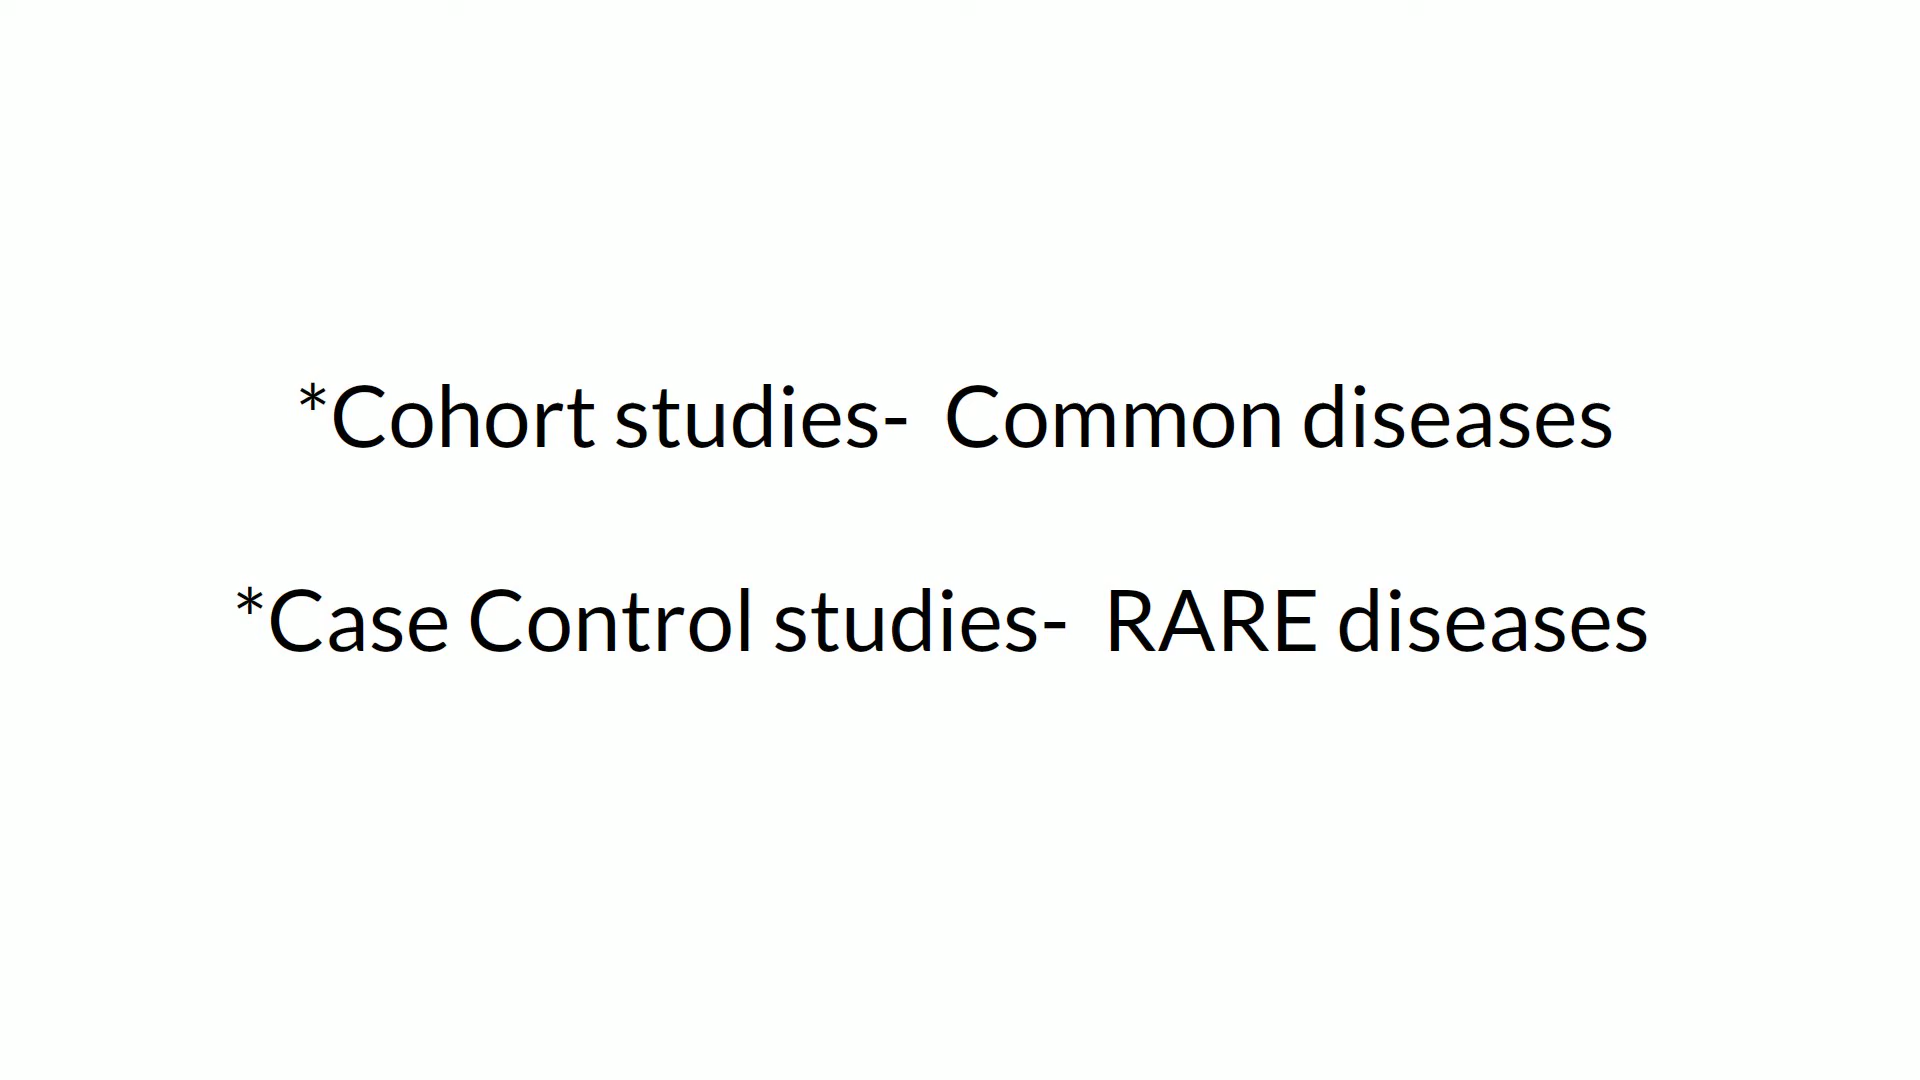 *Cohort studies-  Common diseases
*Case Control studies-  RARE diseases